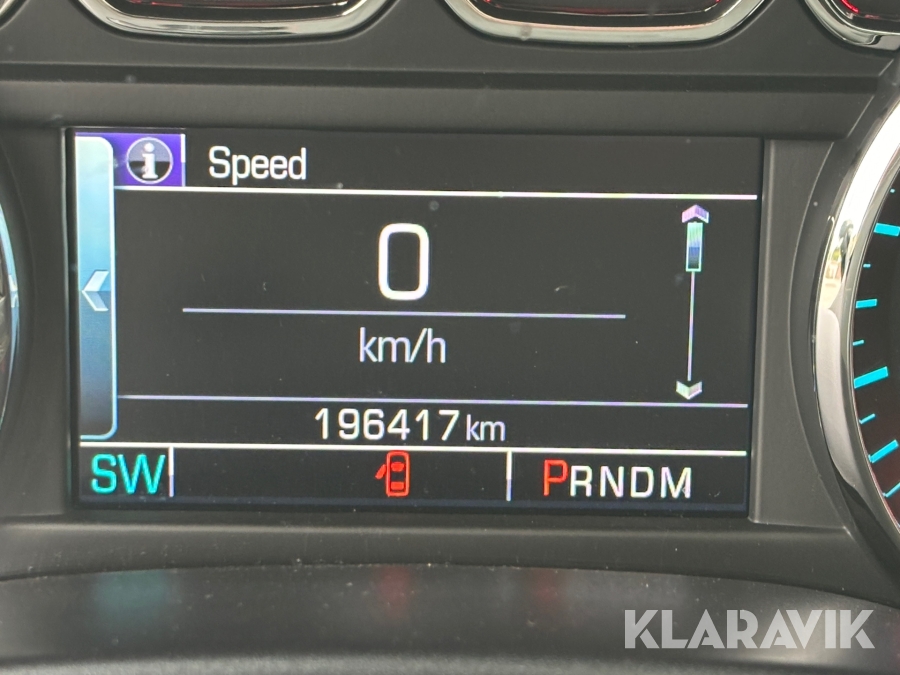 i Speed
0
km/h
196417 km
SW PRNDM
KLARAVIK